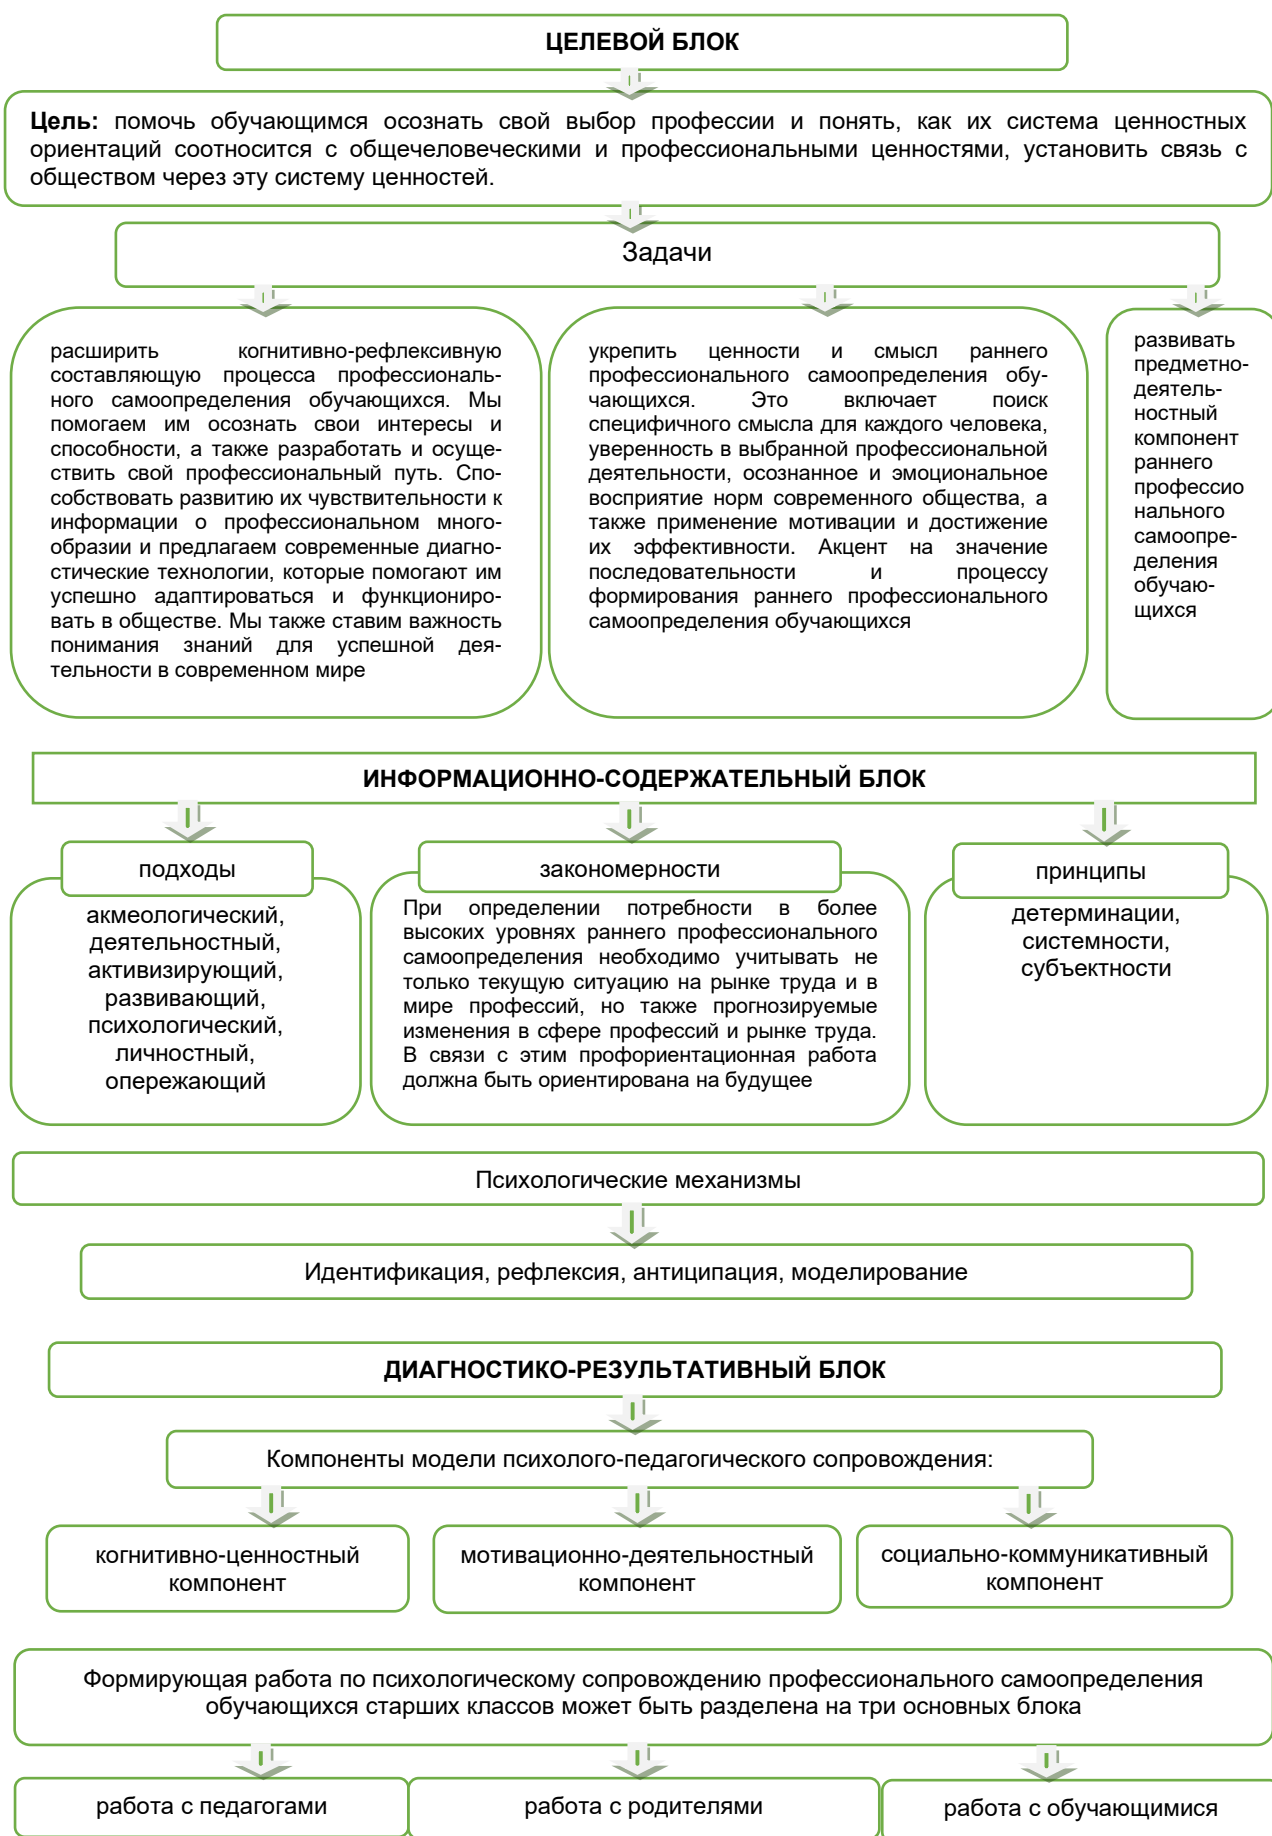 ЦЕЛЕВОЙ БЛОК
Цель: помочь обучающимся осознать свой выбор профессии и понять, как их система ценностных
ориентаций соотносится с общечеловеческими и профессиональными ценностями, установить связь с
обществом через эту систему ценностей.
Задачи
расширить когнитивно-рефлексивную
составляющую процесса профессиональ-
ного самоопределения обучающихся. Мы
помогаем им осознать свои интересы и
способности, а также разработать и осуще-
ствить свой профессиональный путь. Спо-
собствовать развитию их чувствительности к
информации о профессиональном много-
образии и предлагаем современные диагно-
стические технологии, которые помогают им
успешно адаптироваться и функциониро-
вать в обществе. Мы также ставим важность
понимания знаний для успешной дея-
тельности в современном мире
укрепить ценности и смысл раннего
профессионального самоопределения обу-
чающихся. Это включает поиск
специфичного смысла для каждого человека,
уверенность в выбранной профессиональной
деятельности, осознанное и эмоциональное
восприятие норм современного общества, а
также применение мотивации и достижение
их эффективности. Акцент на значение
последовательности и процессу
формирования раннего профессионального
самоопределения обучающихся
развивать
предметно-
деятель-
ностный
компонент
раннего
профессио
нального
самоопре-
деления
обучаю-
щихся
ИНФОРМАЦИОННО-СОДЕРЖАТЕЛЬНЫЙ БЛОК
подходы
акмеологический,
деятельностный,
активизирующий,
развивающий,
психологический,
личностный,
опережающий
закономерности
При определении потребности в более
высоких уровнях раннего профессионального
самоопределения необходимо учитывать не
только текущую ситуацию на рынке труда и в
мире профессий, но также прогнозируемые
изменения в сфере профессий и рынке труда.
В связи с этим профориентационная работа
должна быть ориентирована на будущее
принципы
детерминации,
системности,
субъектности
Психологические механизмы
Идентификация, рефлексия, антиципация, моделирование
ДИАГНОСТИКО-РЕЗУЛЬТАТИВНЫЙ БЛОК
Компоненты модели психолого-педагогического сопровождения:
когнитивно-ценностный
компонент
мотивационно-деятельностный
компонент
социально-коммуникативный
компонент
Формирующая работа по психологическому сопровождению профессионального самоопределения
обучающихся старших классов может быть разделена на три основных блока
работа с педагогами
работа с родителями
работа с обучающимися